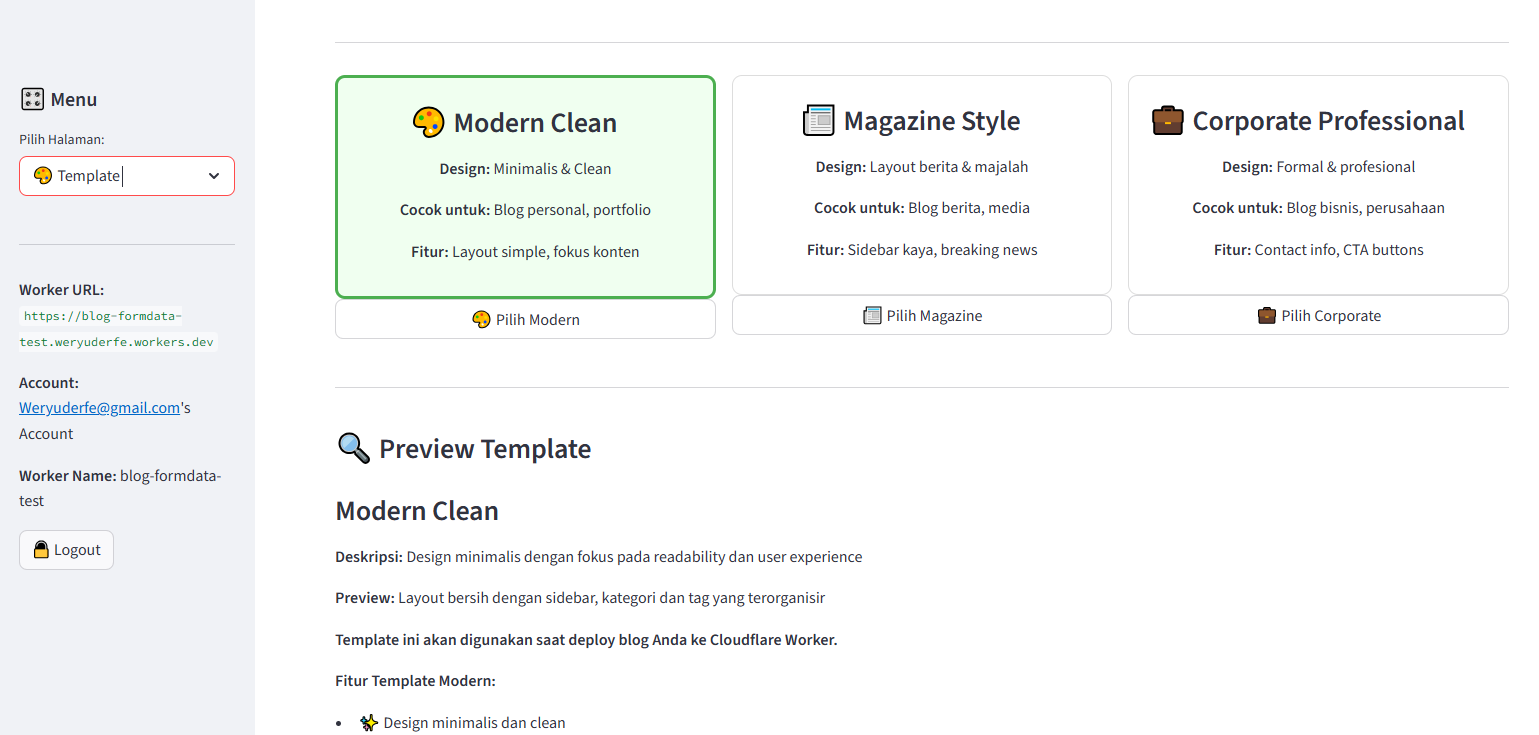 Menu
Pilih Halaman:
Template
Worker URL:
https://blog-formdata-
test.weryuderfe.workers.dev
Account:
Weryuderfe@gmail.com's
Account
Worker Name: blog-formdata-
test
Logout
Modern Clean
Design: Minimalis & Clean
Cocok untuk: Blog personal, portfolio
Fitur: Layout simple, fokus konten
Pilih Modern
Magazine Style
Design: Layout berita & majalah
Cocok untuk: Blog berita, media
Fitur: Sidebar kaya, breaking news
Pilih Magazine
Corporate Professional
Design: Formal & profesional
Cocok untuk: Blog bisnis, perusahaan
Fitur: Contact info, CTA buttons
Pilih Corporate
Preview Template
Modern Clean
Deskripsi: Design minimalis dengan fokus pada readability dan user experience
Preview: Layout bersih dengan sidebar, kategori dan tag yang terorganisir
Template ini akan digunakan saat deploy blog Anda ke Cloudflare Worker.
Fitur Template Modern:
• ✨ Design minimalis dan clean